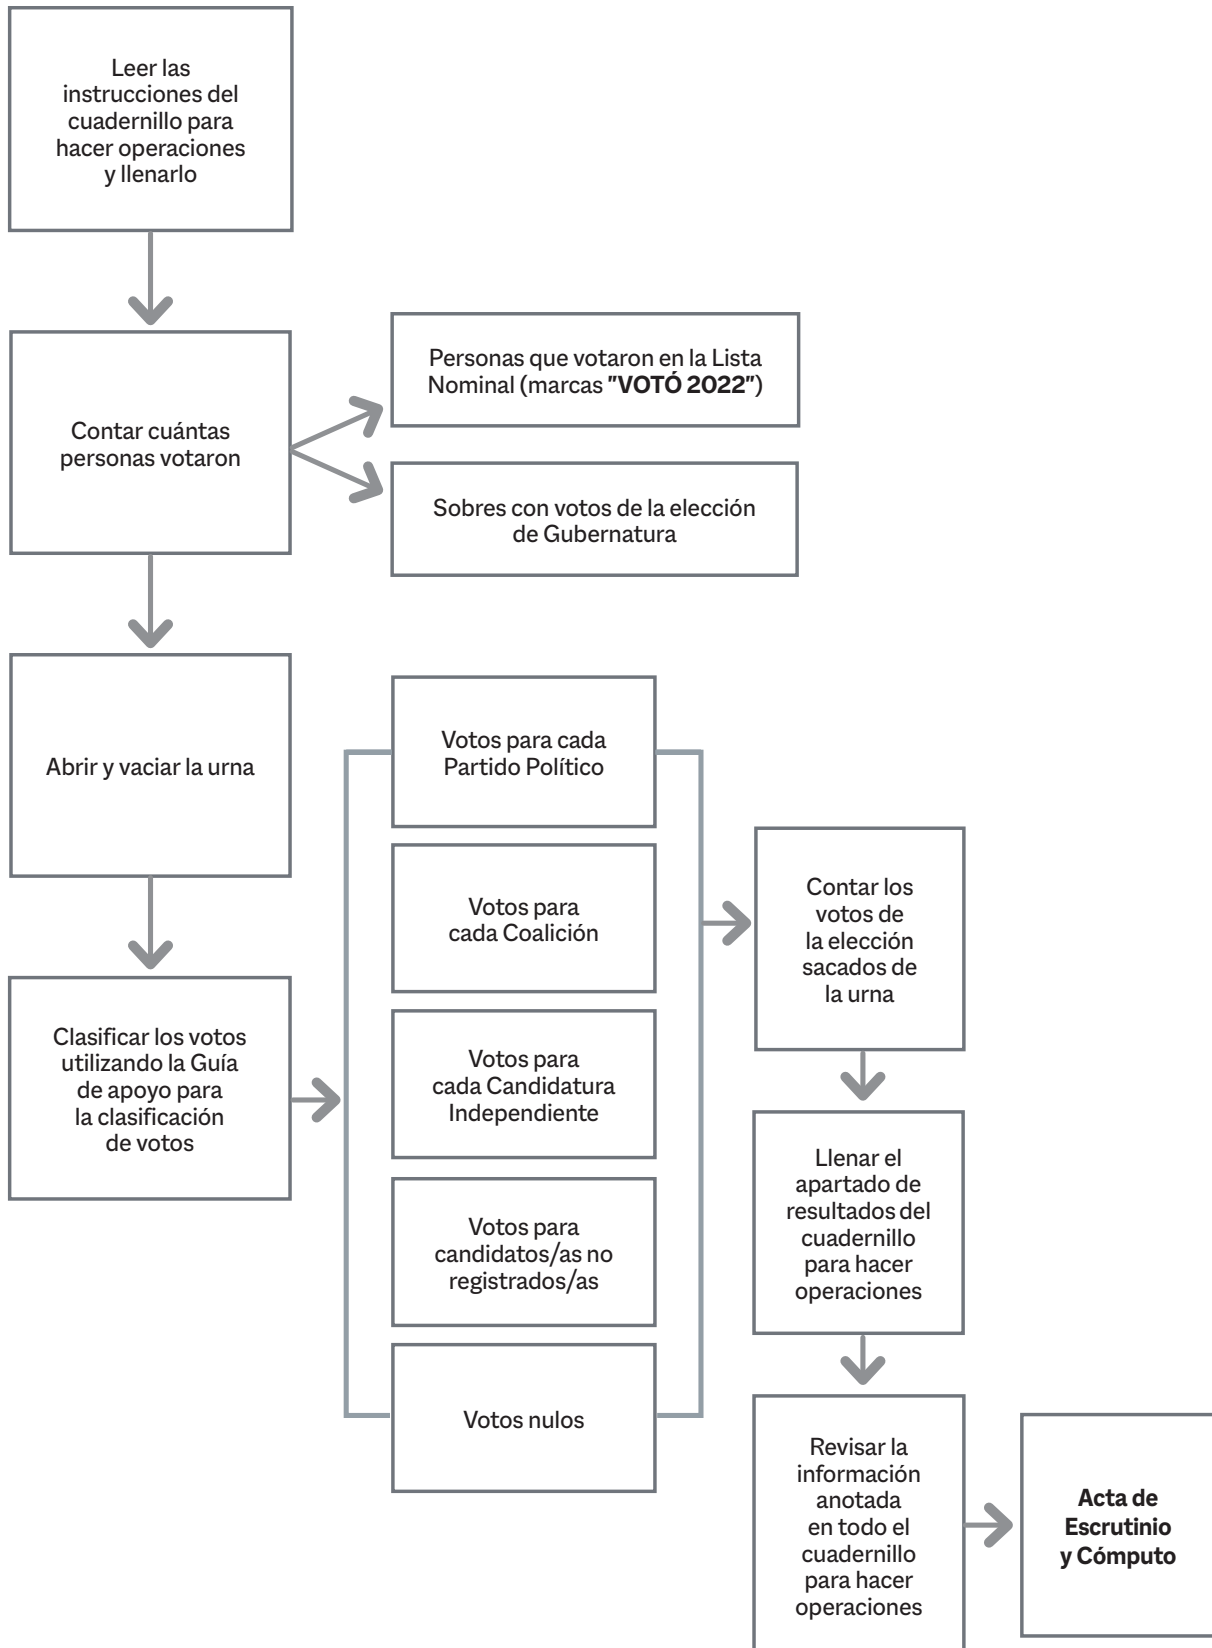 Leer las
instrucciones del
cuadernillo para
hacer operaciones
y llenarlo
Contar cuántas
personas votaron
Personas que votaron en la Lista
Nominal (marcas "VOTÓ 2022")
Sobres con votos de la elección
de Gubernatura
Abrir y vaciar la urna
Clasificar los votos
utilizando la Guía
de apoyo para
la clasificación
de votos
Votos para cada
Partido Político
Votos para
cada Coalición
Votos para
cada Candidatura
Independiente
Votos para
candidatos/as no
registrados/as
Votos nulos
Contar los
votos de
la elección
sacados de
la urna
Llenar el
apartado de
resultados del
cuadernillo
para hacer
operaciones
Revisar la
información
anotada
en todo el
cuadernillo
para hacer
operaciones
Acta de
Escrutinio
y Cómputo